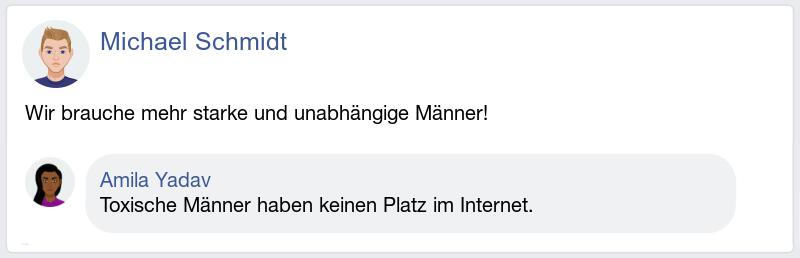 Michael Schmidt
Wir brauche mehr starke und unabhängige Männer!
Amila Yadav
Toxische Männer haben keinen Platz im Internet.